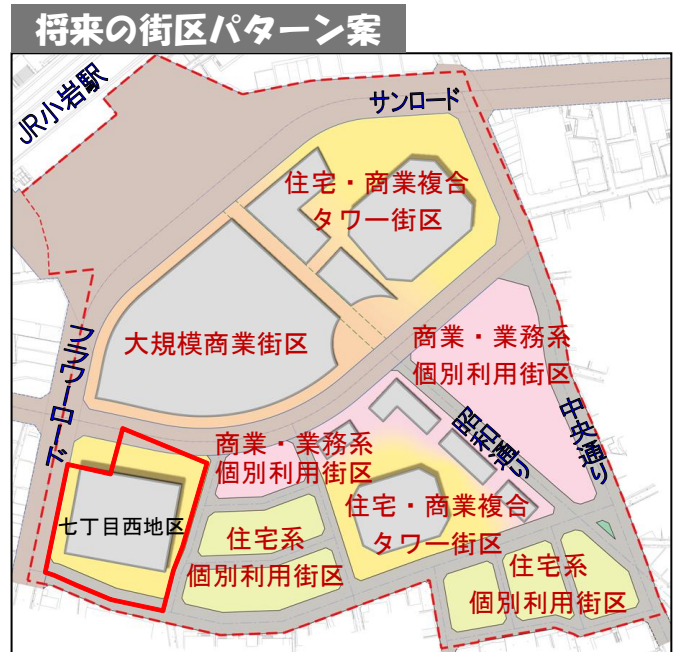 将来の街区パターン案
JR小岩駅
サンロード
住宅・商業複合
タワー街区
大規模商業街区
商業・業務系
個別利用街区
フラワーロード
昭和通り
中央通り
商業・業務系
個別利用街区
住宅・商業複合
タワー街区
七丁目西地区
住宅系
個別利用街区
住宅系
個別利用街区